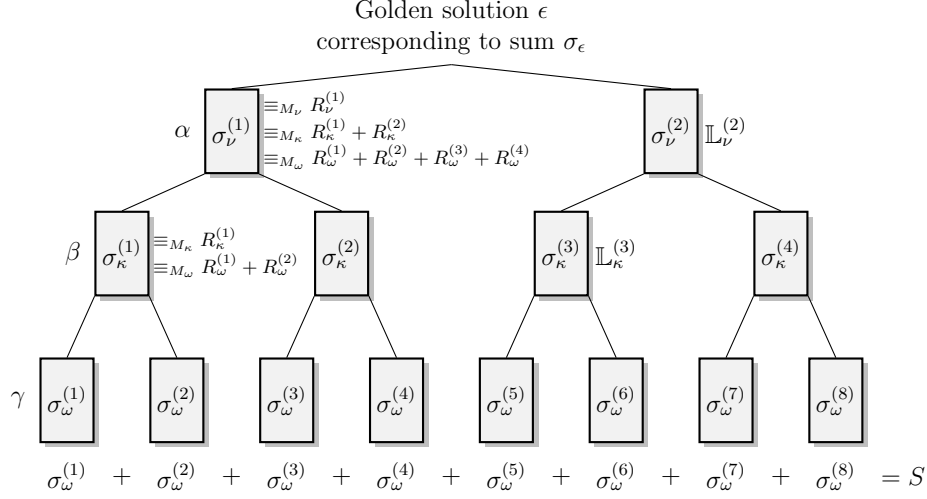 Golden solution ϵ
corresponding to sum σ_ϵ
α
σ_ν^{(1)}
≡_{M_ν} R_ν^{(1)}
≡_{M_κ} R_κ^{(1)} + R_κ^{(2)}
≡_{M_ω} R_ω^{(1)} + R_ω^{(2)} + R_ω^{(3)} + R_ω^{(4)}
σ_ν^{(2)} 𝕃_ν^{(2)}
β
σ_κ^{(1)}
≡_{M_κ} R_κ^{(1)}
≡_{M_ω} R_ω^{(1)} + R_ω^{(2)}
σ_κ^{(2)}
σ_κ^{(3)} 𝕃_κ^{(3)}
σ_κ^{(4)}
γ
σ_ω^{(1)} σ_ω^{(2)} σ_ω^{(3)} σ_ω^{(4)} σ_ω^{(5)} σ_ω^{(6)} σ_ω^{(7)} σ_ω^{(8)}
σ_ω^{(1)} + σ_ω^{(2)} + σ_ω^{(3)} + σ_ω^{(4)} + σ_ω^{(5)} + σ_ω^{(6)} + σ_ω^{(7)} + σ_ω^{(8)} = S